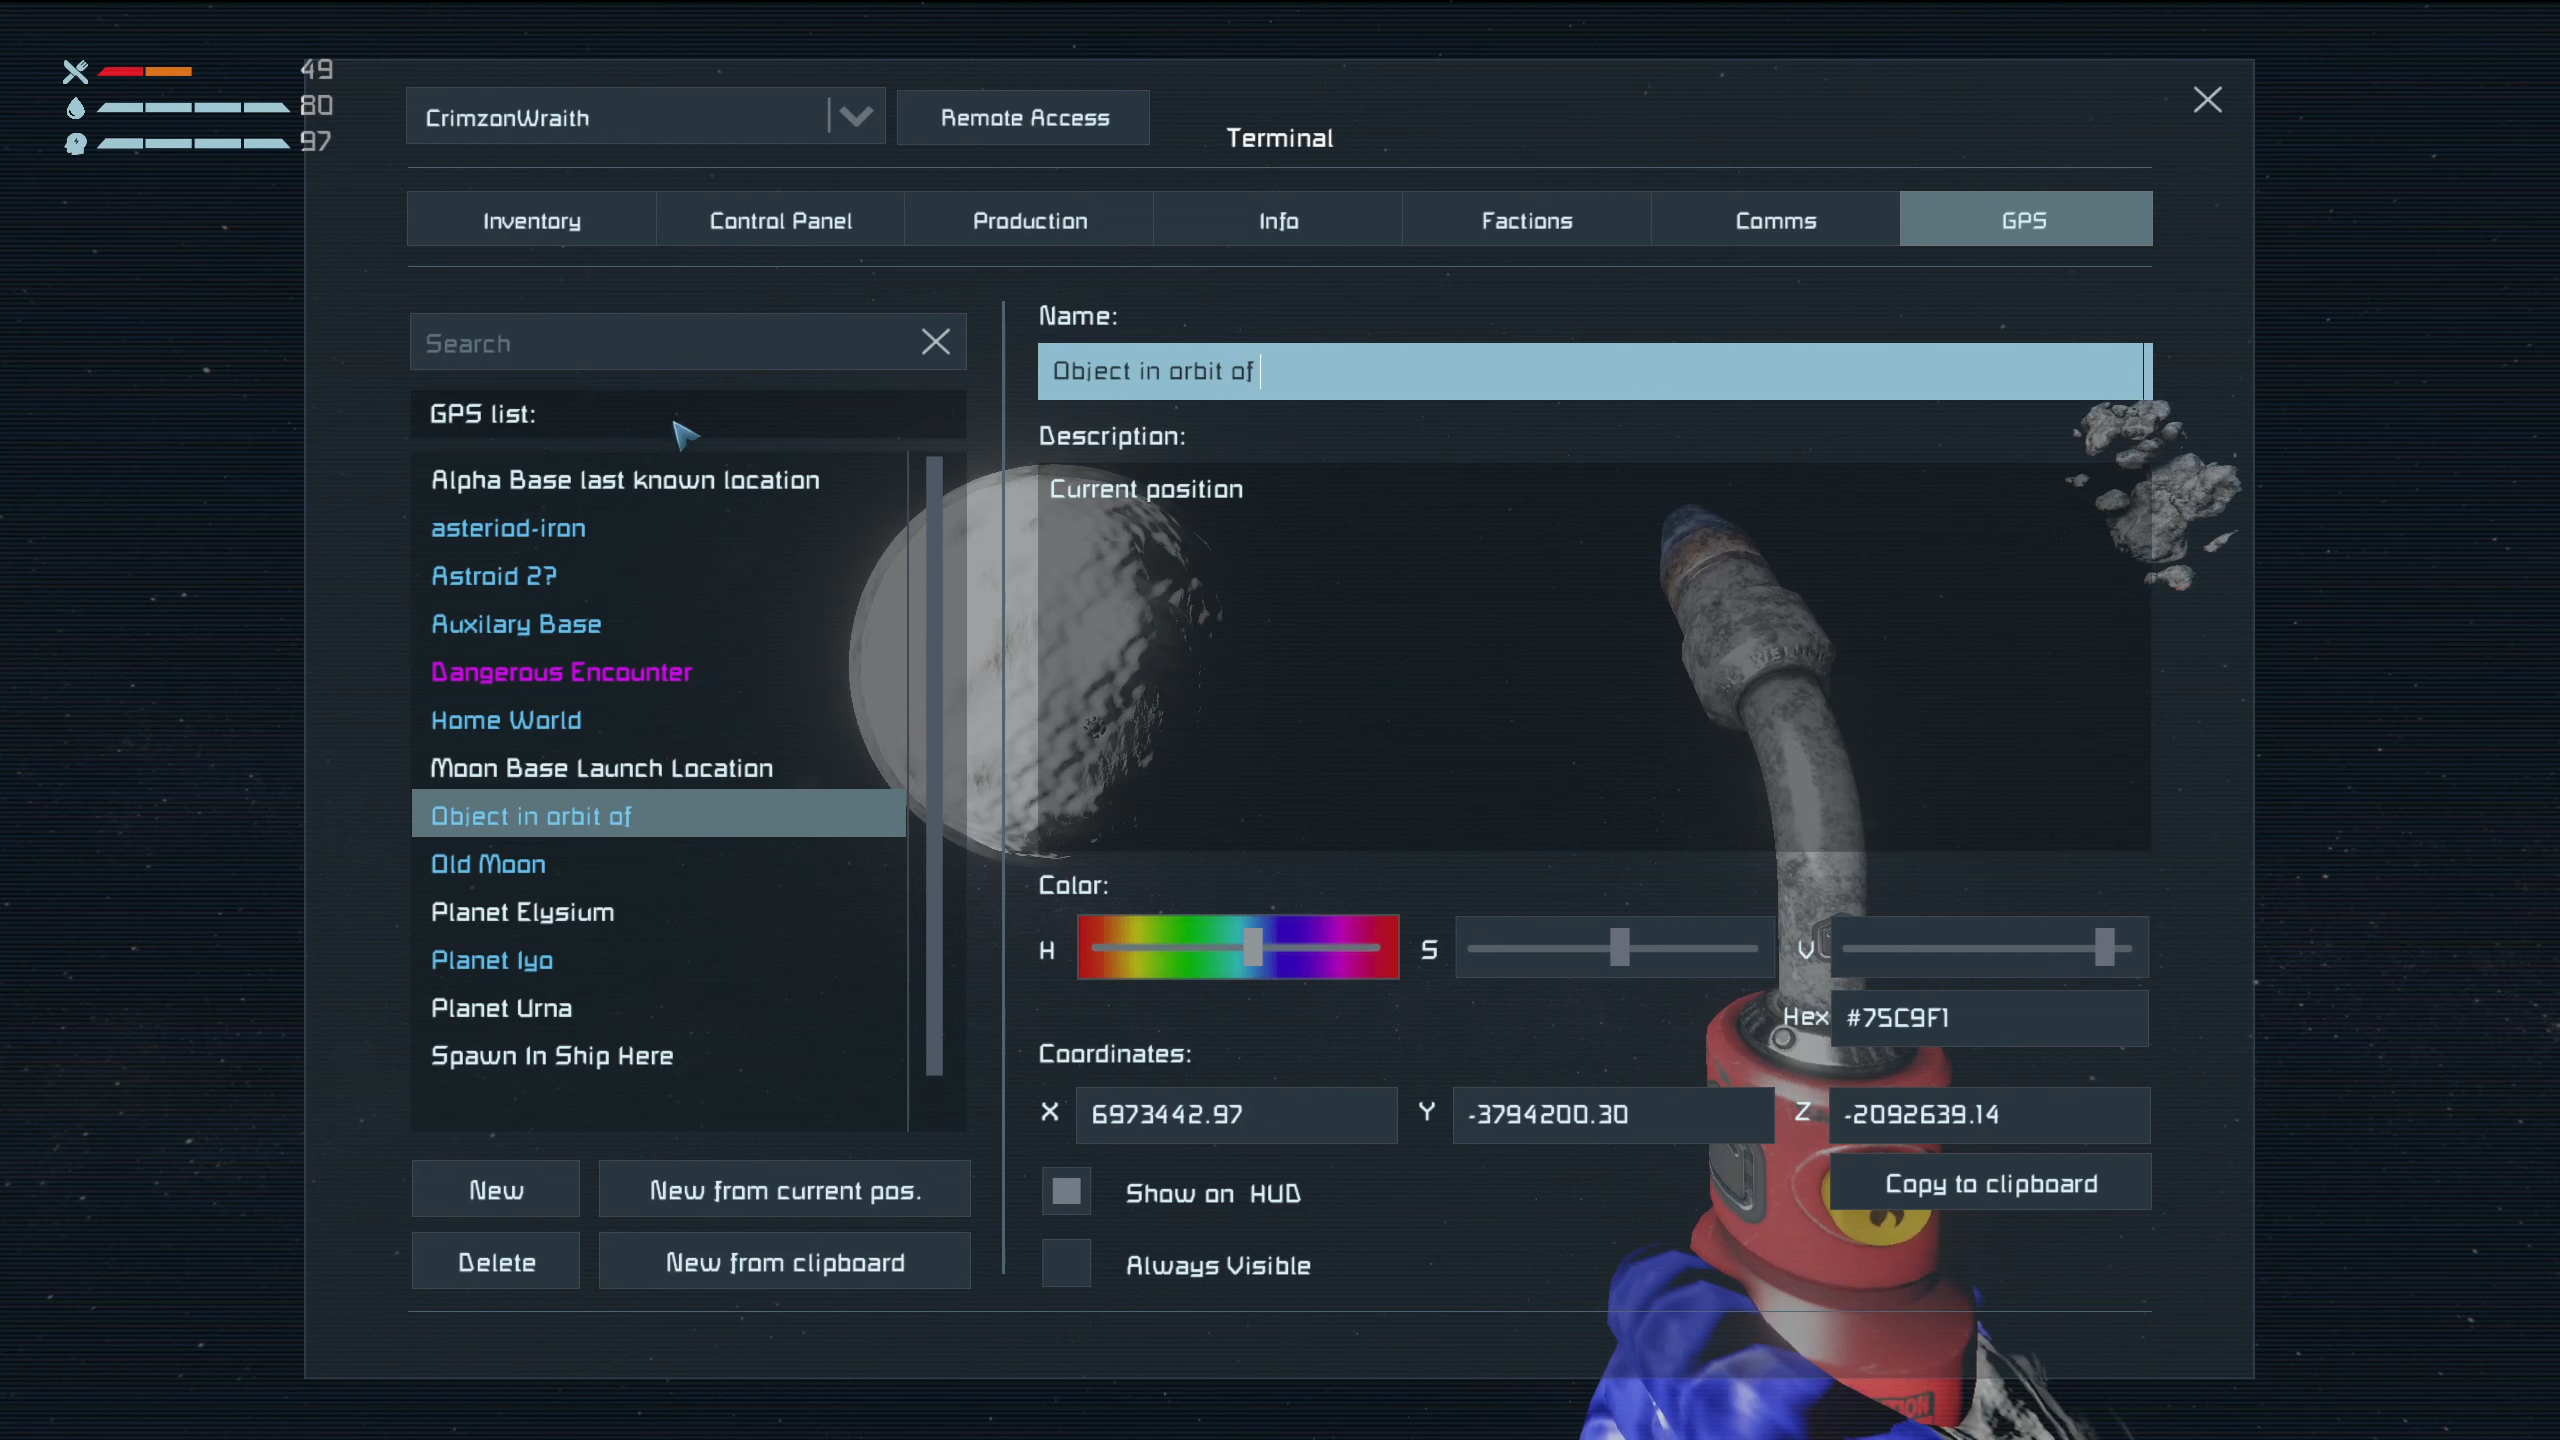 49
80
97
CrimzonWraith
Remote Access
Terminal
Inventory
Control Panel
Production
Info
Factions
Comms
GPS
Search
GPS list:
Alpha Base last known location
asteriod-iron
Astroid 2?
Auxilary Base
Dangerous Encounter
Home World
Moon Base Launch Location
Object in orbit of
Old Moon
Planet Elysium
Planet Iyo
Planet Urna
Spawn In Ship Here
New
New from current pos.
Delete
New from clipboard
Name:
Object in orbit of
Description:
Current position
Color:
H
S
V
Hex #75C9F1
Coordinates:
X 6973442.97
Y -3794200.30
Z -2092639.14
Show on HUD
Copy to clipboard
Always Visible